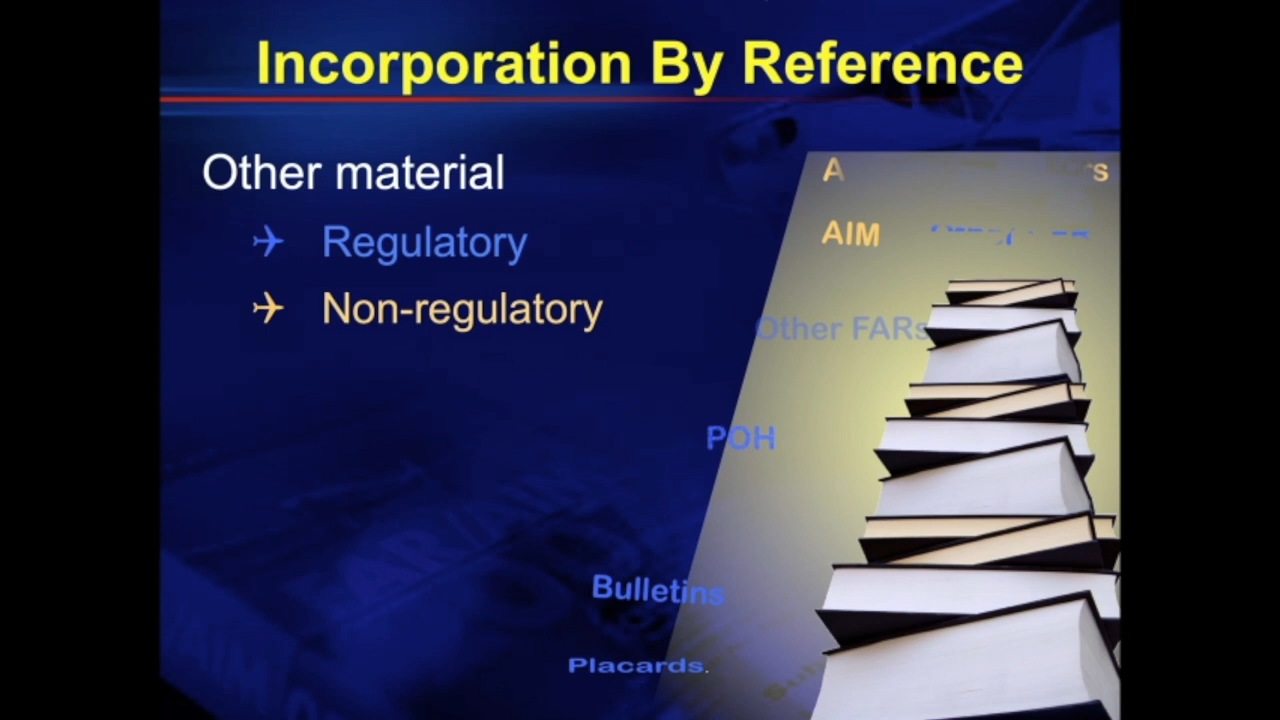 Incorporation By Reference
Other material
Regulatory
Non-regulatory
AIM
Other FARs
POH
Bulletins
Placards.